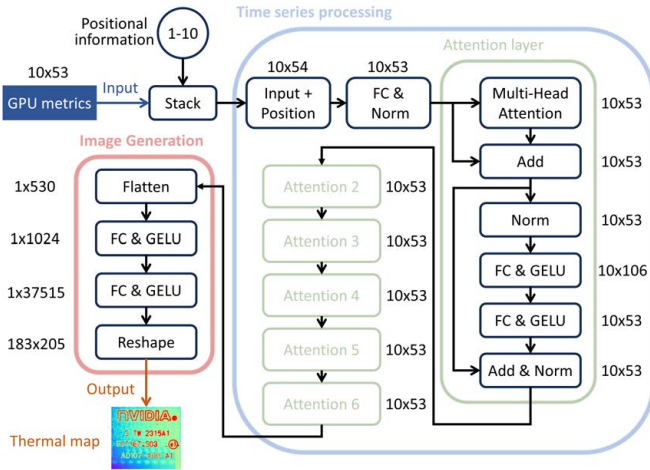 Time series processing
Positional
information
1-10
Attention layer
10x53
10x54
10x53
GPU metrics
Input
Stack
Input +
Position
FC &
Norm
Multi-Head
Attention
10x53
Image Generation
Add
10x53
1x530
Flatten
Attention 2
10x53
Norm
10x53
1x1024
FC & GELU
Attention 3
10x53
FC & GELU
10x106
1x37515
FC & GELU
Attention 4
10x53
FC & GELU
10x53
183x205
Reshape
Attention 5
10x53
Add & Norm
10x53
Output
Attention 6
10x53
Thermal map
NVIDIA.
2315A1